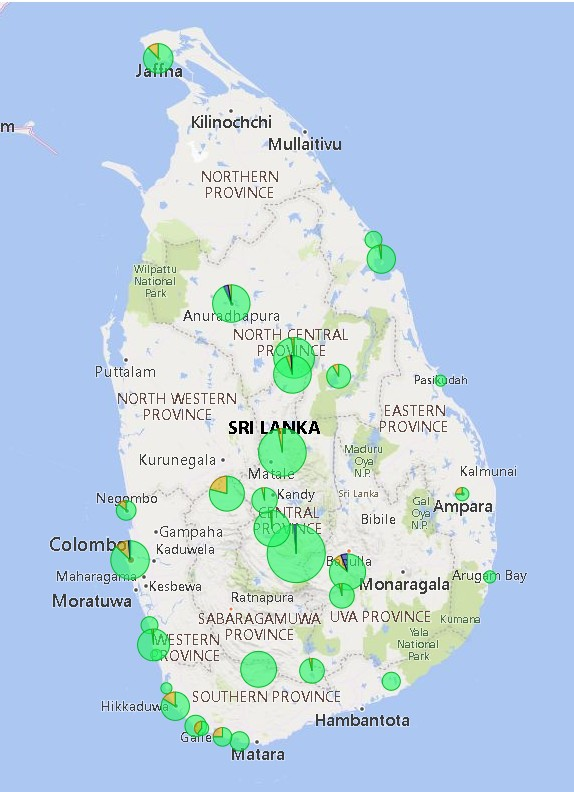 Jaffna
Kilinochchi
m
Mullaitivu
NORTHERN
PROVINCE
Wilpattu
National
Park
Anuradhapura
NORTH CENTRAL
PROVINCE
Puttalam
Pasikudah
NORTH WESTERN
PROVINCE
EASTERN
PROVINCE
SRI LANKA
Maduru
Oya
N.P.
Kurunegala
Matale
Kalmunai
Negombo
Kandy
Sri Lanka
Gal
Oya
N.P.
Ampara
CENTRAL
PROVINCE
Bibile
Gampaha
Colombo
Kaduwela
Badulla
Maharagama
Kesbewa
Monaragala
Arugam Bay
Moratuwa
Ratnapura
SABARAGAMUWA
PROVINCE
UVA PROVINCE
Kumana
Yala
National
Park
WESTERN
PROVINCE
SOUTHERN PROVINCE
Hikkaduwa
Hambantota
Galle
Matara